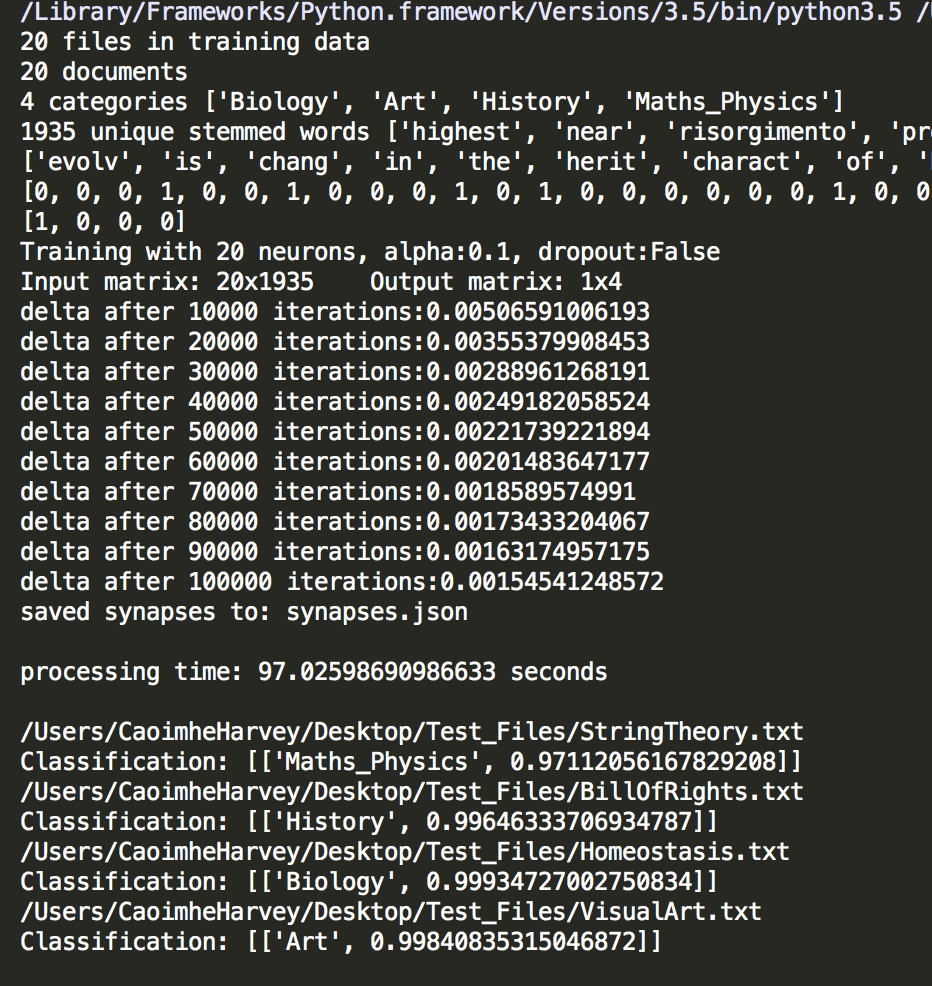 /Library/Frameworks/Python.framework/Versions/3.5/bin/python3.5 /
20 files in training data
20 documents
4 categories ['Biology', 'Art', 'History', 'Maths_Physics']
1935 unique stemmed words ['highest', 'near', 'risorgimento', 'pr
['evolv', 'is', 'chang', 'in', 'the', 'herit', 'charact', 'of', '
[0, 0, 0, 1, 0, 0, 1, 0, 0, 0, 1, 0, 1, 0, 0, 0, 0, 0, 0, 1, 0, 0
[1, 0, 0, 0]
Training with 20 neurons, alpha:0.1, dropout:False
Input matrix: 20x1935    Output matrix: 1x4
delta after 10000 iterations:0.00506591006193
delta after 20000 iterations:0.00355379908453
delta after 30000 iterations:0.00288961268191
delta after 40000 iterations:0.00249182058524
delta after 50000 iterations:0.00221739221894
delta after 60000 iterations:0.00201483647177
delta after 70000 iterations:0.0018589574991
delta after 80000 iterations:0.00173433204067
delta after 90000 iterations:0.00163174957175
delta after 100000 iterations:0.00154541248572
saved synapses to: synapses.json
processing time: 97.02598690986633 seconds
/Users/CaoimheHarvey/Desktop/Test_Files/StringTheory.txt
Classification: [['Maths_Physics', 0.97112056167829208]]
/Users/CaoimheHarvey/Desktop/Test_Files/BillOfRights.txt
Classification: [['History', 0.99646333706934787]]
/Users/CaoimheHarvey/Desktop/Test_Files/Homeostasis.txt
Classification: [['Biology', 0.99934727002750834]]
/Users/CaoimheHarvey/Desktop/Test_Files/VisualArt.txt
Classification: [['Art', 0.99840835315046872]]